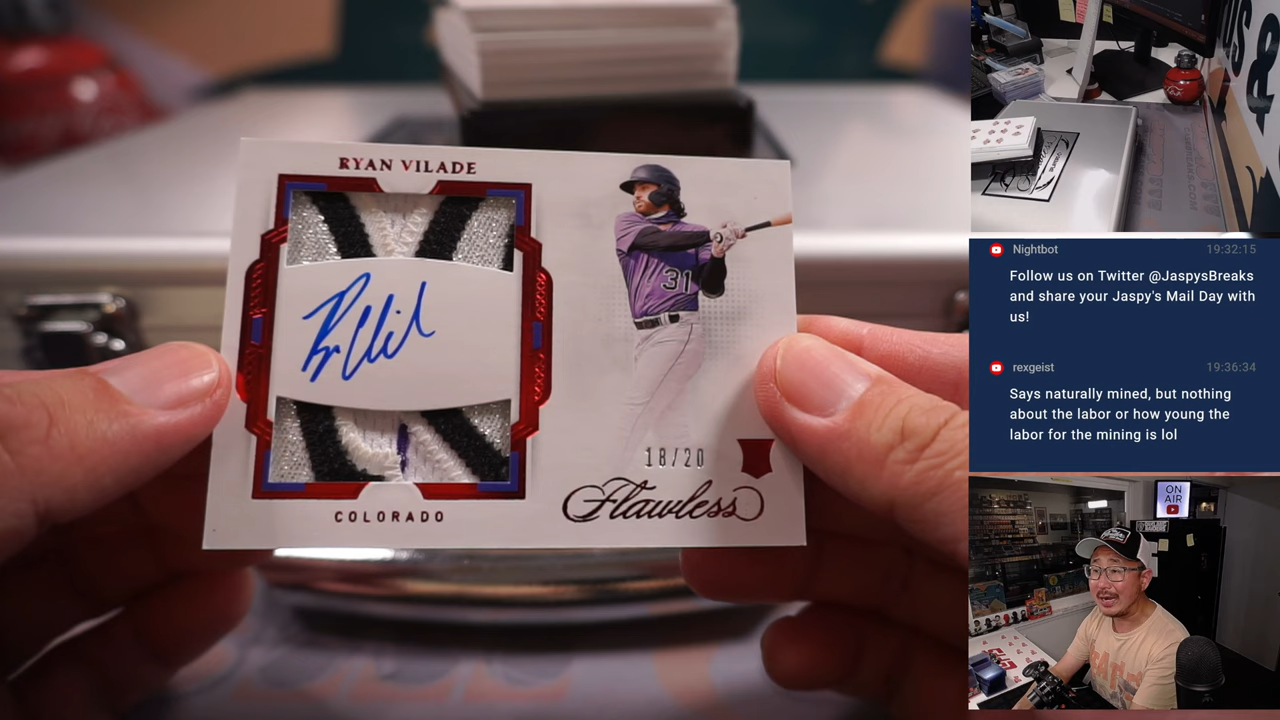 RYAN VILADE
31
18/20
Flawless
COLORADO
US &
Nightbot 19:32:15
Follow us on Twitter @JaspysBreaks
and share your Jaspy's Mail Day with
us!
rexgeist 19:36:34
Says naturally mined, but nothing
about the labor or how young the
labor for the mining is lol
ON
AIR